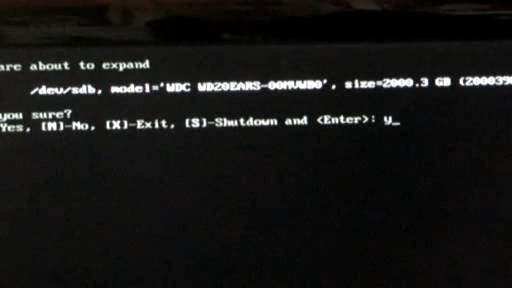 are about to expand
/dev/sdb, model='WDC WD20EARS-00MVWB0', size=2000.3 GB (2000390
you sure?
Yes, [N]-No, [X]-Exit, [S]-Shutdown and <Enter>: y_